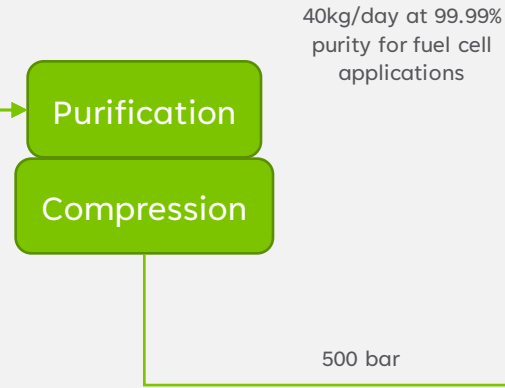 40kg/day at 99.99%
purity for fuel cell
applications
Purification
Compression
500 bar